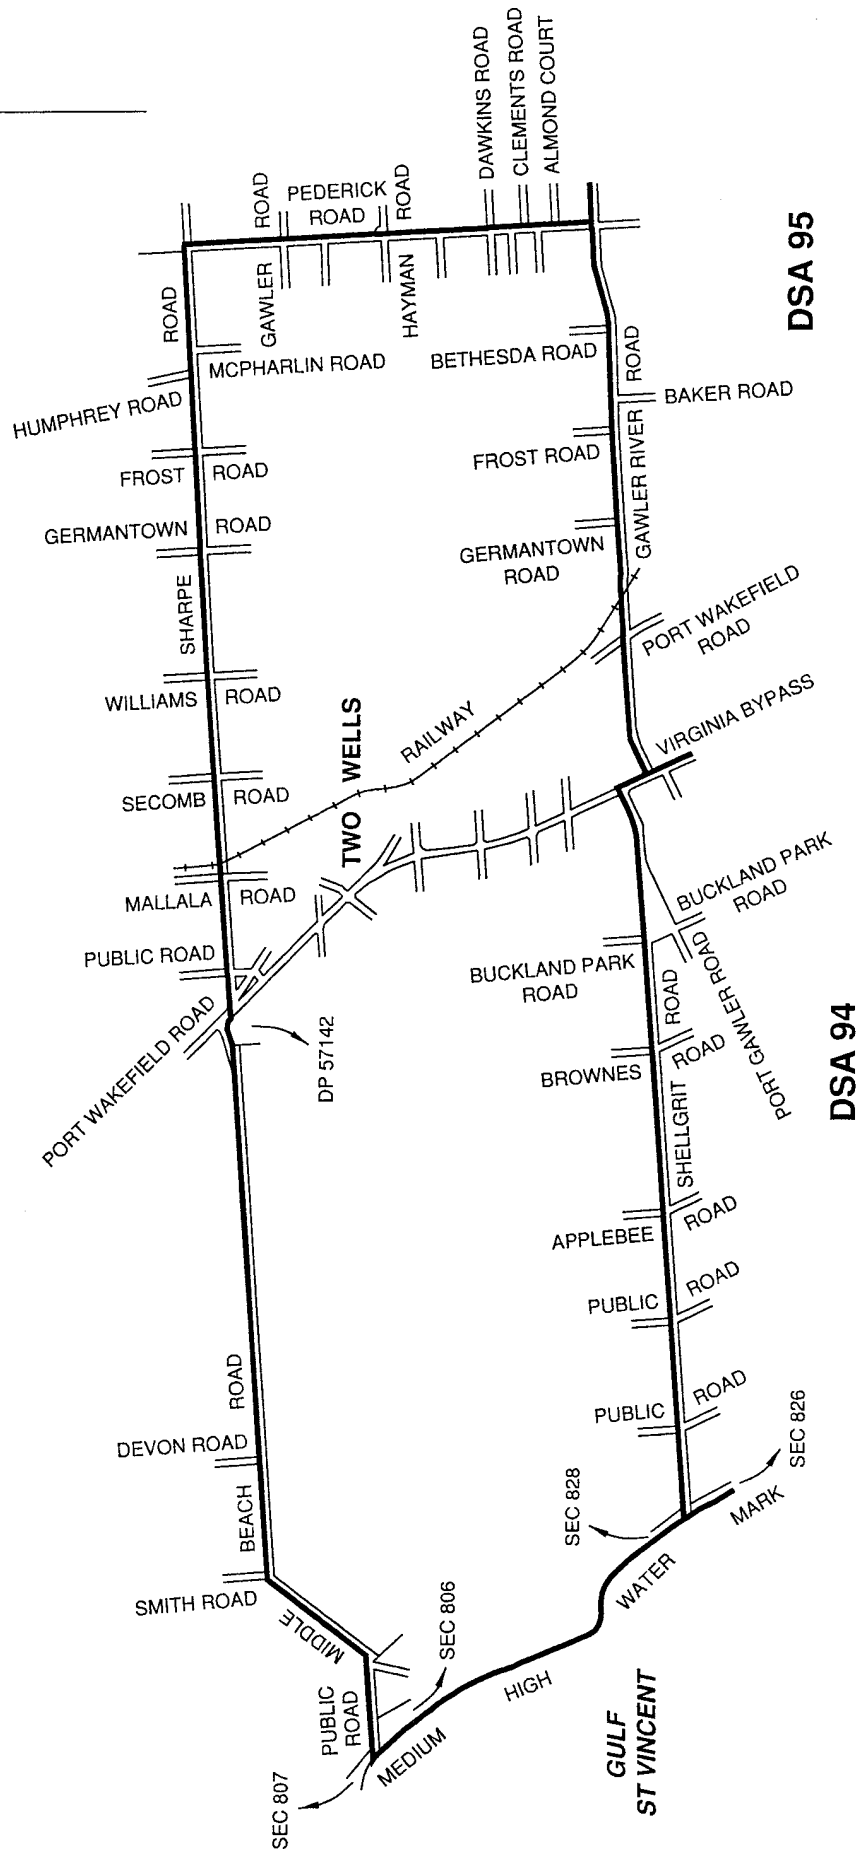 DAWKINS ROAD
CLEMENTS ROAD
ALMOND COURT
ROAD
PEDERICK
ROAD
ROAD
GAWLER
HAYMAN
ROAD
MCPHARLIN ROAD
HUMPHREY ROAD
BETHESDA ROAD
ROAD
DSA 95
BAKER ROAD
FROST
ROAD
FROST ROAD
GAWLER RIVER
GERMANTOWN
ROAD
GERMANTOWN
ROAD
SHARPE
PORT WAKEFIELD
ROAD
WILLIAMS
ROAD
RAILWAY
TWO WELLS
VIRGINIA BYPASS
SECOMB
ROAD
MALLALA
ROAD
BUCKLAND PARK
ROAD
PUBLIC ROAD
BUCKLAND PARK
ROAD
ROAD
PORT GAWLER ROAD
PORT WAKEFIELD ROAD
DP 57142
BROWNES
ROAD
DSA 94
SHELLGRIT
APPLEBEE
ROAD
PUBLIC
ROAD
ROAD
DEVON ROAD
PUBLIC
ROAD
BEACH
SEC 828
SEC 826
MARK
SMITH ROAD
MIDDLE
WATER
SEC 806
PUBLIC
ROAD
HIGH
MEDIUM
GULF
ST VINCENT
SEC 807